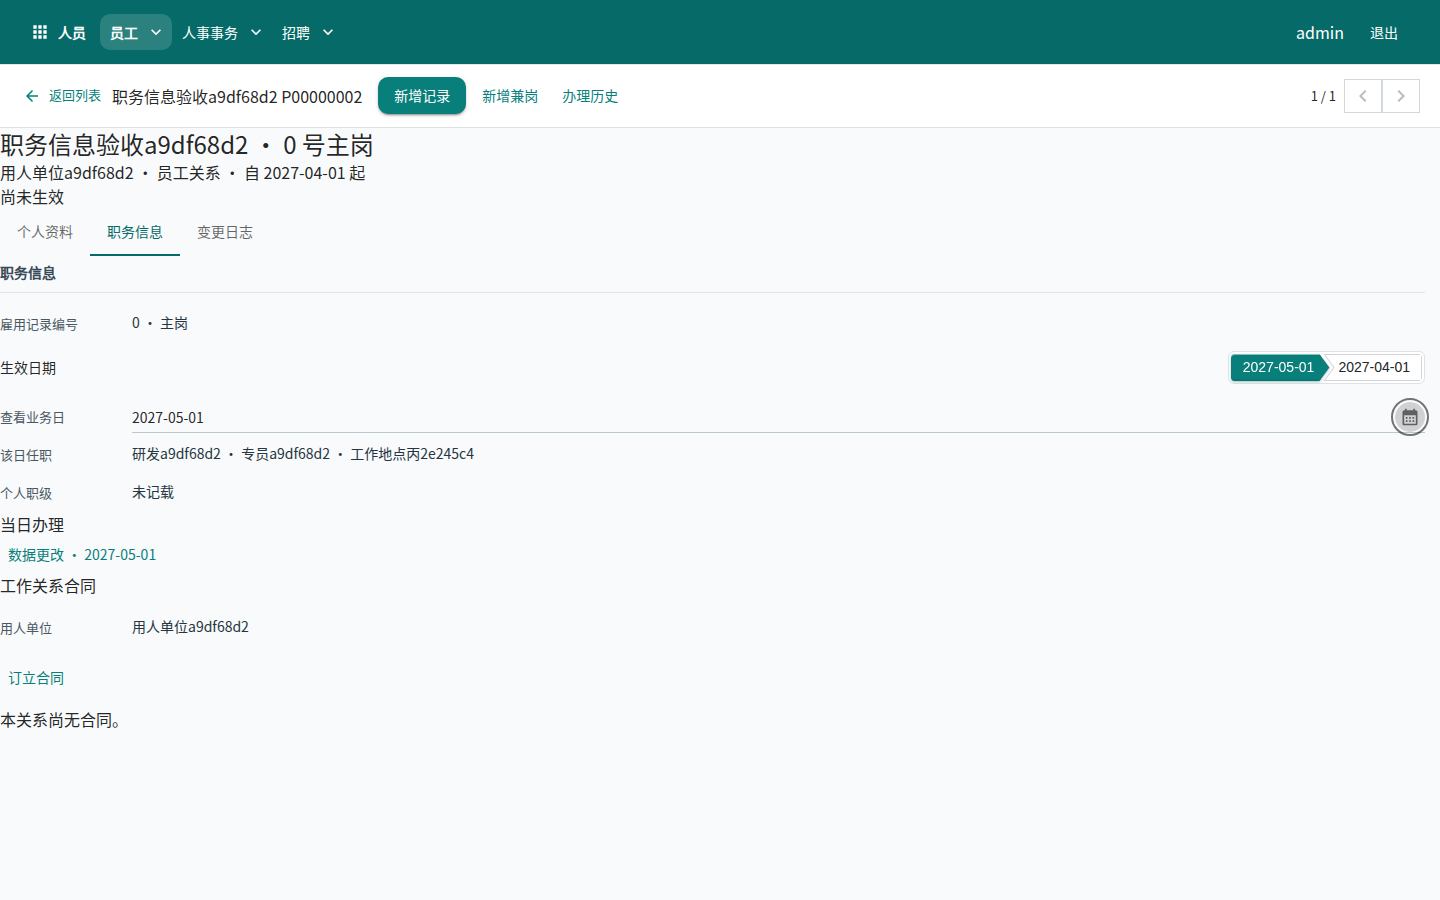 人员 员工 人事事务 招聘 admin 退出
返回列表 职务信息验收a9df68d2 P00000002 新增记录 新增兼岗 办理历史 1 / 1
职务信息验收a9df68d2 · 0 号主岗
用人单位a9df68d2 · 员工关系 · 自 2027-04-01 起
尚未生效
个人资料 职务信息 变更日志
职务信息
雇用记录编号 0 · 主岗
生效日期 2027-05-01 2027-04-01
查看业务日 2027-05-01
该日任职 研发a9df68d2 · 专员a9df68d2 · 工作地点丙2e245c4
个人职级 未记载
当日办理
数据更改 · 2027-05-01
工作关系合同
用人单位 用人单位a9df68d2
订立合同
本关系尚无合同。